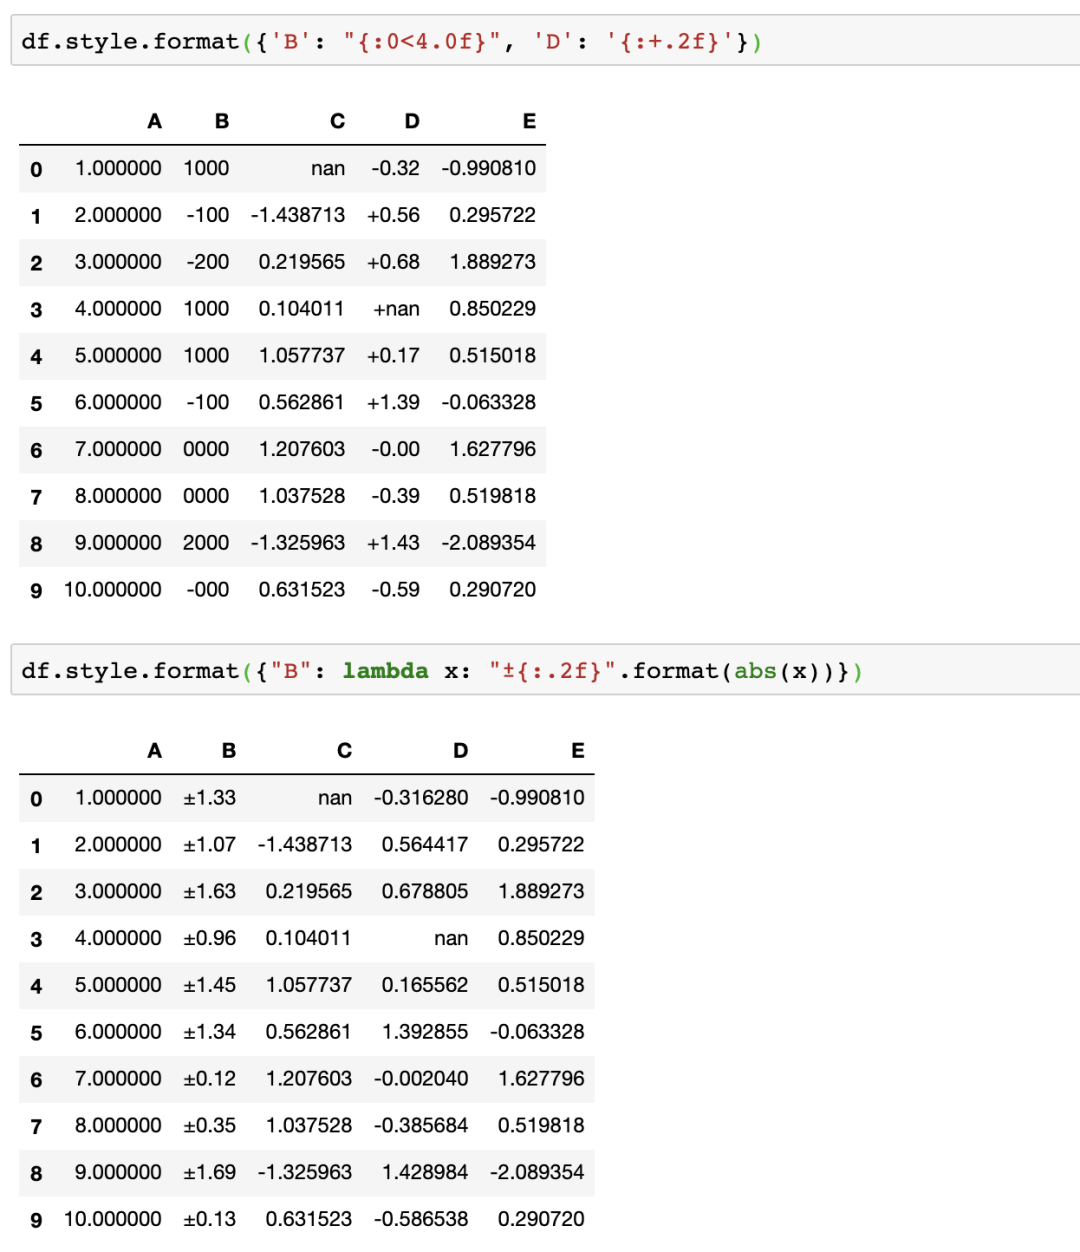 df.style.format({'B': "{:0<4.0f}", 'D': '{:+.2f}'})
A B C D E
0 1.000000 1000 nan -0.32 -0.990810
1 2.000000 -100 -1.438713 +0.56 0.295722
2 3.000000 -200 0.219565 +0.68 1.889273
3 4.000000 1000 0.104011 +nan 0.850229
4 5.000000 1000 1.057737 +0.17 0.515018
5 6.000000 -100 0.562861 +1.39 -0.063328
6 7.000000 0000 1.207603 -0.00 1.627796
7 8.000000 0000 1.037528 -0.39 0.519818
8 9.000000 2000 -1.325963 +1.43 -2.089354
9 10.000000 -000 0.631523 -0.59 0.290720
df.style.format({"B": lambda x: "±{:.2f}".format(abs(x))})
A B C D E
0 1.000000 ±1.33 nan -0.316280 -0.990810
1 2.000000 ±1.07 -1.438713 0.564417 0.295722
2 3.000000 ±1.63 0.219565 0.678805 1.889273
3 4.000000 ±0.96 0.104011 nan 0.850229
4 5.000000 ±1.45 1.057737 0.165562 0.515018
5 6.000000 ±1.34 0.562861 1.392855 -0.063328
6 7.000000 ±0.12 1.207603 -0.002040 1.627796
7 8.000000 ±0.35 1.037528 -0.385684 0.519818
8 9.000000 ±1.69 -1.325963 1.428984 -2.089354
9 10.000000 ±0.13 0.631523 -0.586538 0.290720